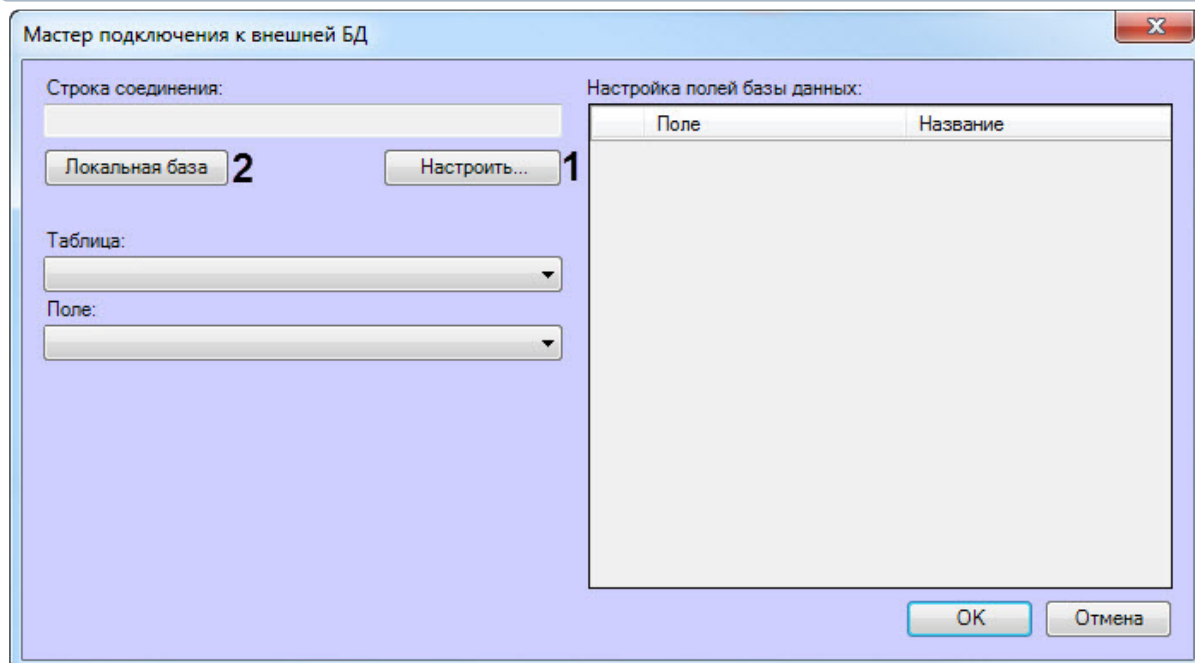 Мастер подключения к внешней БД
X
Строка соединения:
Локальная база 2
Настроить... 1
Таблица:
Поле:
Настройка полей базы данных:
Поле Название
OK Отмена